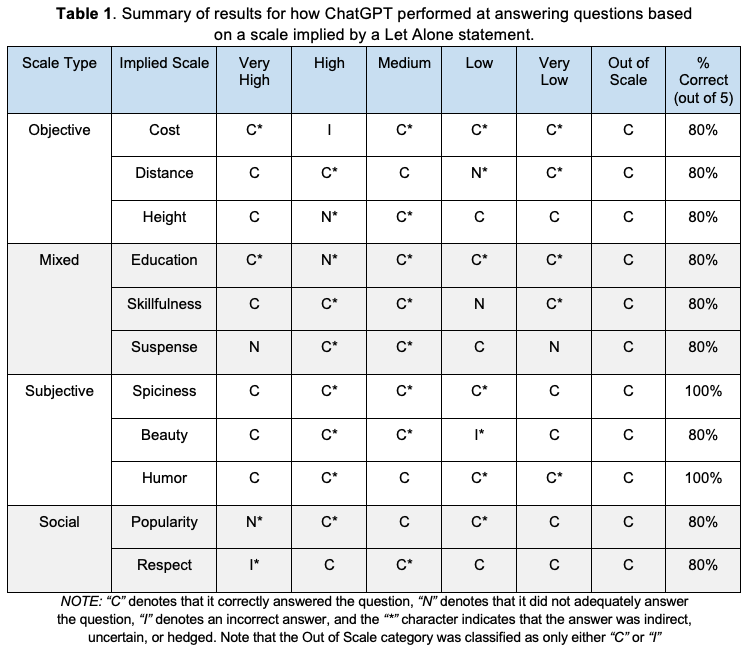 Table 1. Summary of results for how ChatGPT performed at answering questions based
on a scale implied by a Let Alone statement.
Scale Type Implied Scale Very High High Medium Low Very Low Out of Scale % Correct (out of 5)
Objective Cost C* I C* C* C* C 80%
Distance C C* C N* C* C 80%
Height C N* C* C C C 80%
Mixed Education C* N* C* C* C* C 80%
Skillfulness C C* C* N C* C 80%
Suspense N C* C* C N C 80%
Subjective Spiciness C C* C* C* C C 100%
Beauty C C* C* I* C C 80%
Humor C C* C C* C* C 100%
Social Popularity N* C* C C* C C 80%
Respect I* C C* C C C 80%
NOTE: “C” denotes that it correctly answered the question, “N” denotes that it did not adequately answer
the question, “I” denotes an incorrect answer, and the “*” character indicates that the answer was indirect,
uncertain, or hedged. Note that the Out of Scale category was classified as only either “C” or “I”